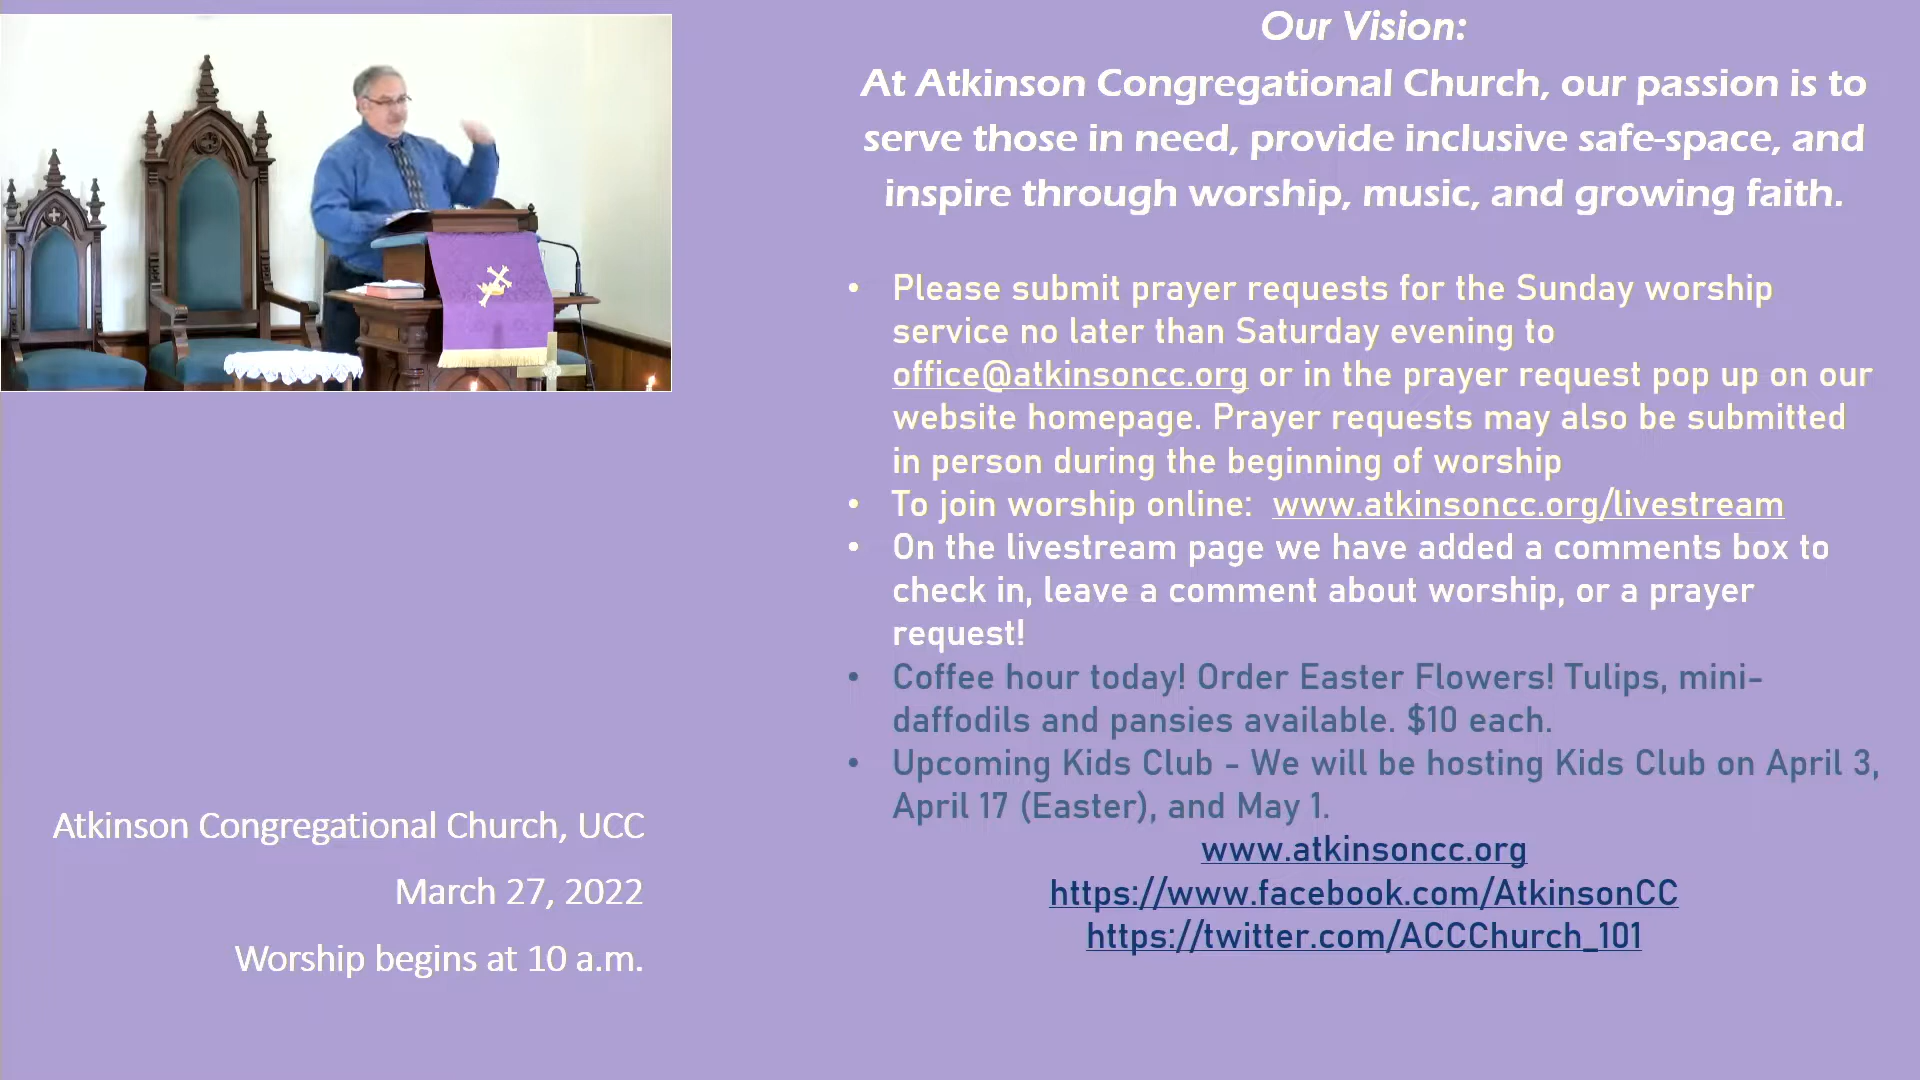 Our Vision:
At Atkinson Congregational Church, our passion is to
serve those in need, provide inclusive safe-space, and
inspire through worship, music, and growing faith.
• Please submit prayer requests for the Sunday worship
service no later than Saturday evening to
office@atkinsoncc.org or in the prayer request pop up on our
website homepage. Prayer requests may also be submitted
in person during the beginning of worship
• To join worship online:  www.atkinsoncc.org/livestream
• On the livestream page we have added a comments box to
check in, leave a comment about worship, or a prayer
request!
• Coffee hour today! Order Easter Flowers! Tulips, mini-
daffodils and pansies available. $10 each.
• Upcoming Kids Club - We will be hosting Kids Club on April 3,
April 17 (Easter), and May 1.
www.atkinsoncc.org
https://www.facebook.com/AtkinsonCC
https://twitter.com/ACCChurch_101
Atkinson Congregational Church, UCC
March 27, 2022
Worship begins at 10 a.m.